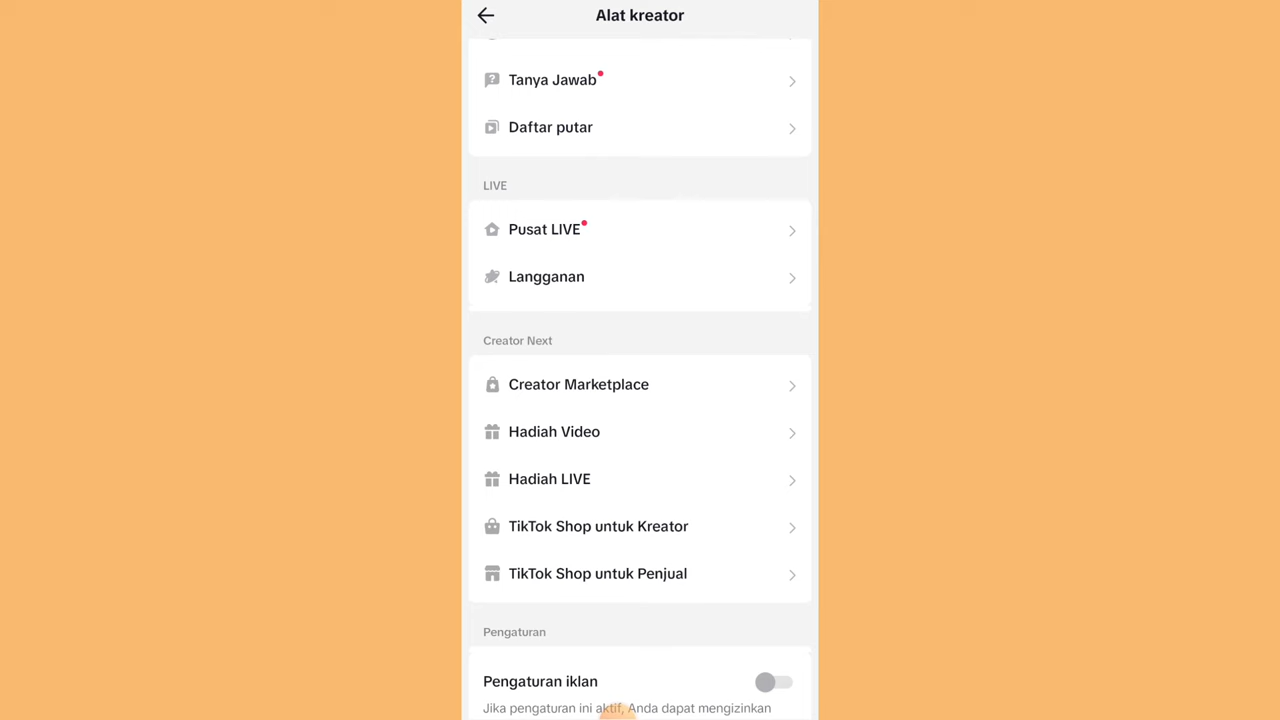 Alat kreator
Tanya Jawab
Daftar putar
LIVE
Pusat LIVE
Langganan
Creator Next
Creator Marketplace
Hadiah Video
Hadiah LIVE
TikTok Shop untuk Kreator
TikTok Shop untuk Penjual
Pengaturan
Pengaturan iklan
Jika pengaturan ini aktif, Anda dapat mengizinkan